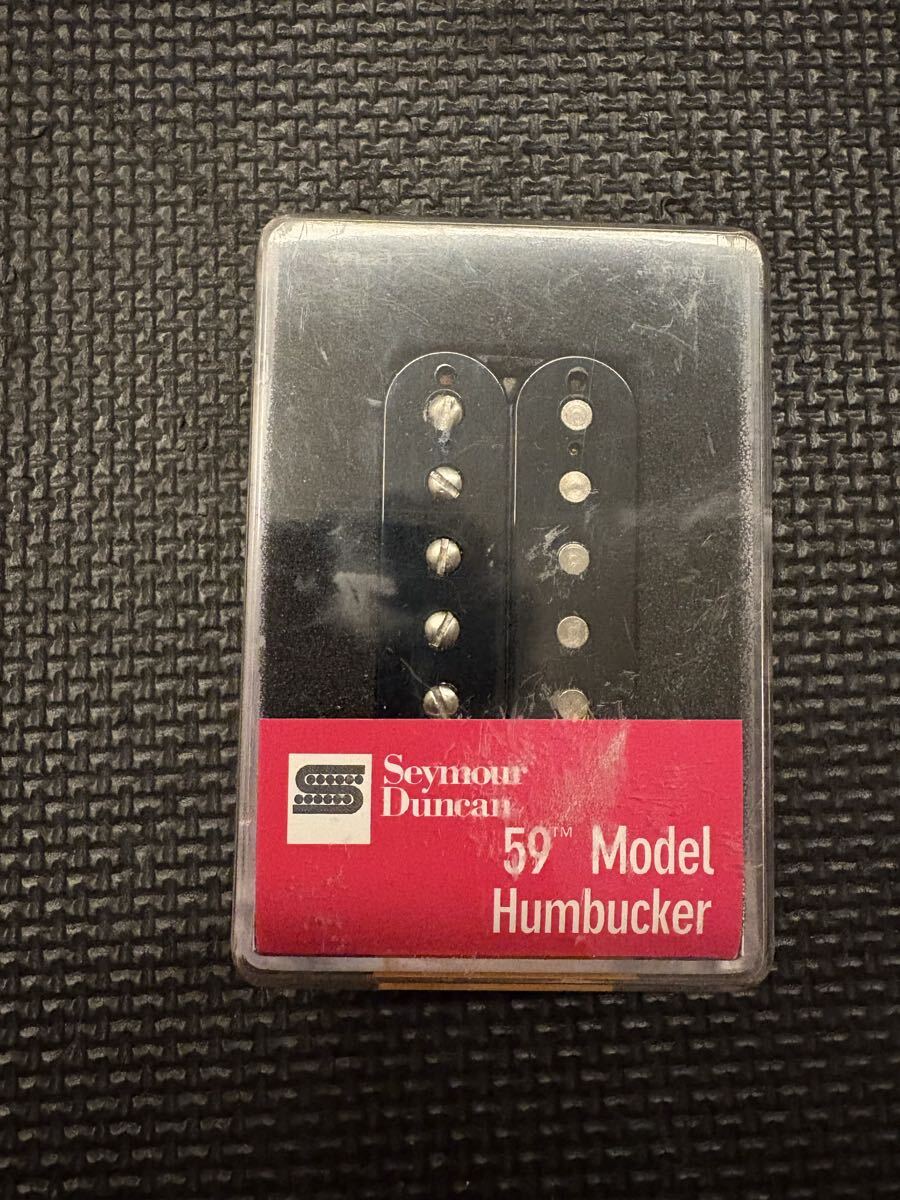 Seymour
Duncan
59™ Model
Humbucker